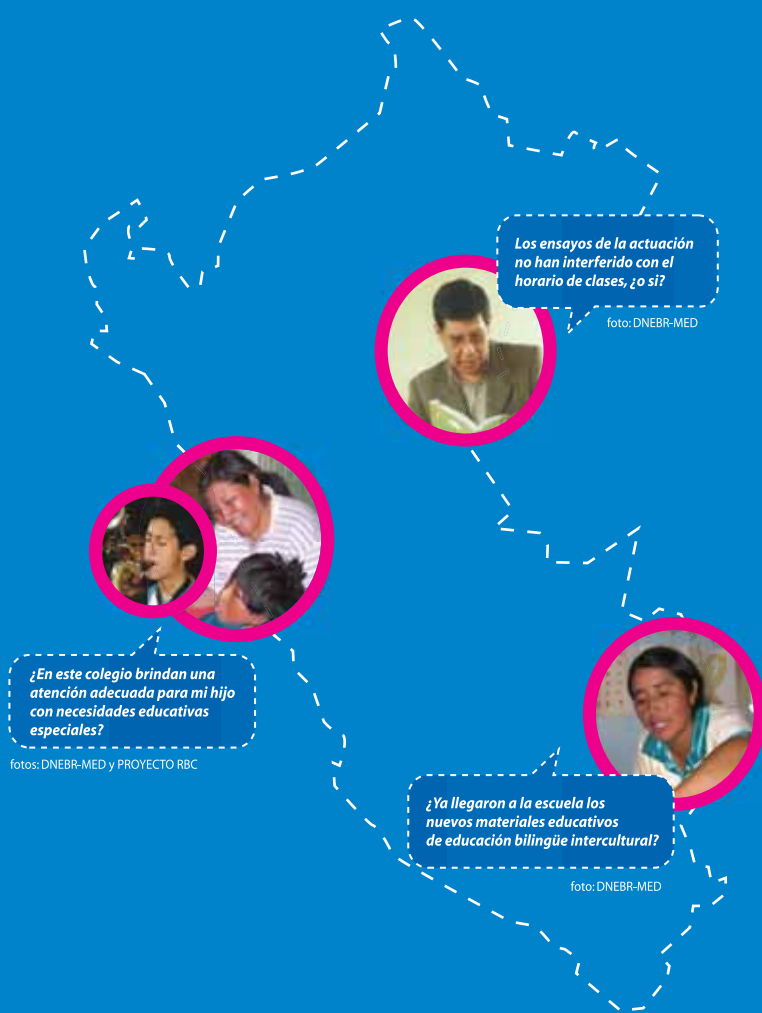 Los ensayos de la actuación
no han interferido con el
horario de clases, ¿o si?
foto: DNEBR-MED
¿En este colegio brindan una
atención adecuada para mi hijo
con necesidades educativas
especiales?
fotos: DNEBR-MED y PROYECTO RBC
¿Ya llegaron a la escuela los
nuevos materiales educativos
de educación bilingüe intercultural?
foto: DNEBR-MED